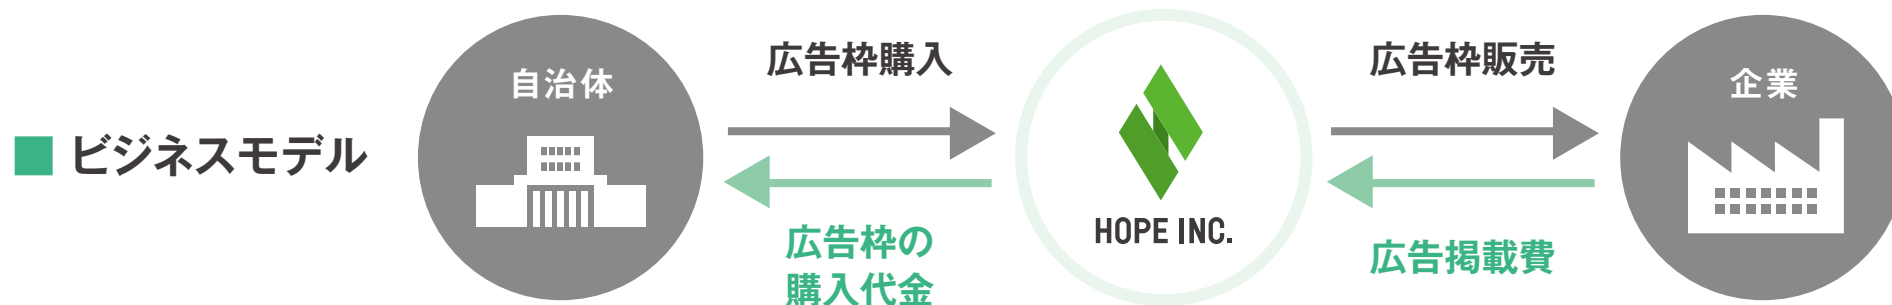 ■ ビジネスモデル
自治体
広告枠購入
広告枠の
購入代金
HOPE INC.
広告枠販売
広告掲載費
企業